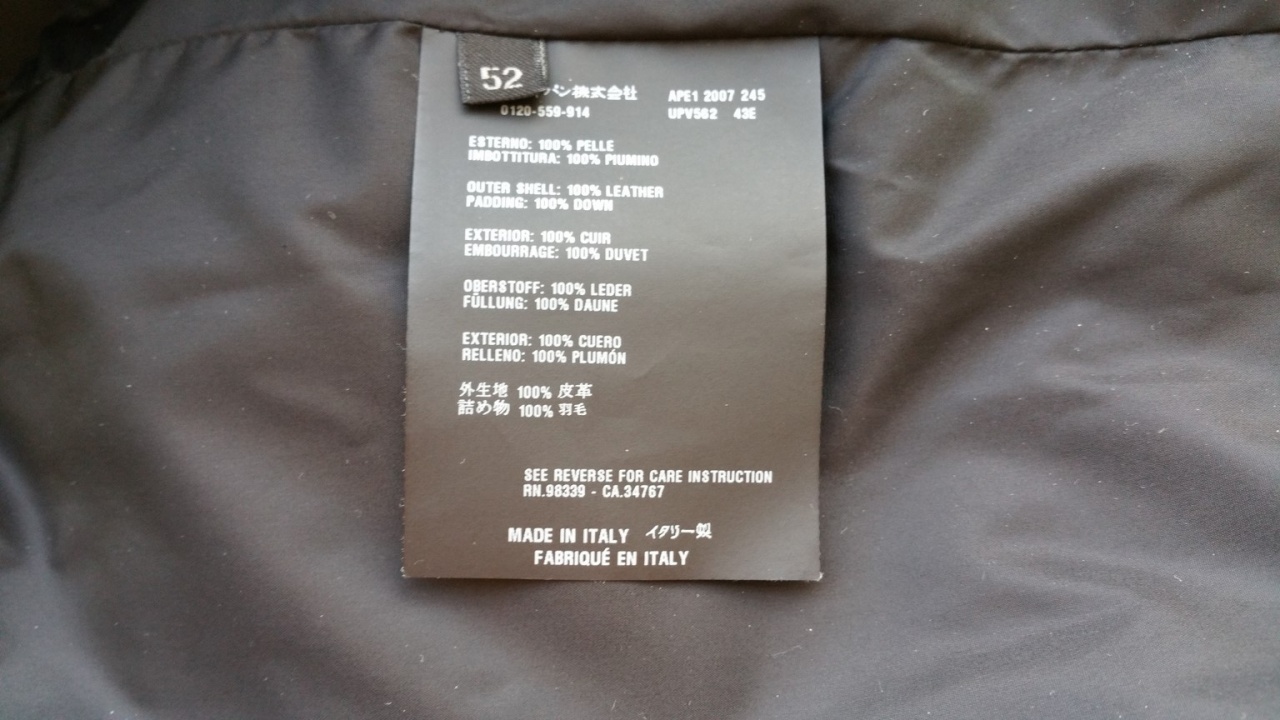 52
パン株式会社 APE1 2007 245
0120-559-914 UPV562 43E
ESTERNO: 100% PELLE
IMBOTTITURA: 100% PIUMINO
OUTER SHELL: 100% LEATHER
PADDING: 100% DOWN
EXTERIOR: 100% CUIR
EMBOURRAGE: 100% DUVET
OBERSTOFF: 100% LEDER
FÜLLUNG: 100% DAUNE
EXTERIOR: 100% CUERO
RELLENO: 100% PLUMÓN
外生地 100% 皮革
詰め物 100% 羽毛
SEE REVERSE FOR CARE INSTRUCTION
RN.98339 - CA.34767
MADE IN ITALY イタリー製
FABRIQUÉ EN ITALY